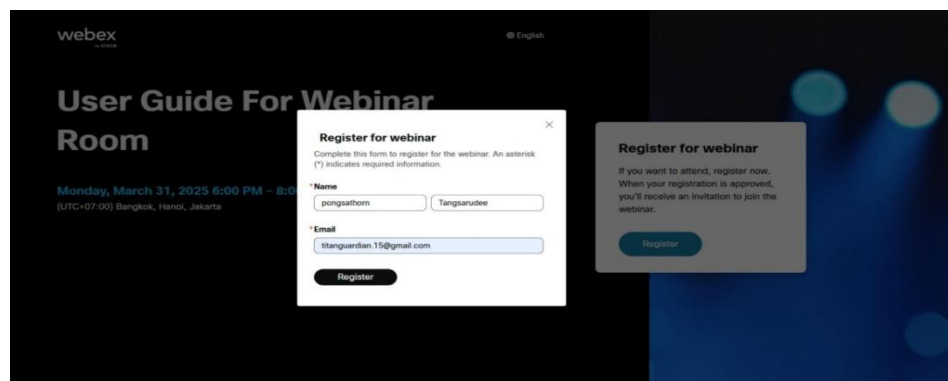 webex
by CISCO
English
User Guide For Webinar
Room
Monday, March 31, 2025 6:00 PM - 8:0
(UTC+07:00) Bangkok, Hanoi, Jakarta
Register for webinar
Complete this form to register for the webinar. An asterisk
(*) indicates required information.
*Name
pongsathorn Tangsarudee
*Email
titanguardian.15@gmail.com
Register
Register for webinar
If you want to attend, register now.
When your registration is approved,
you'll receive an invitation to join the
webinar.
Register